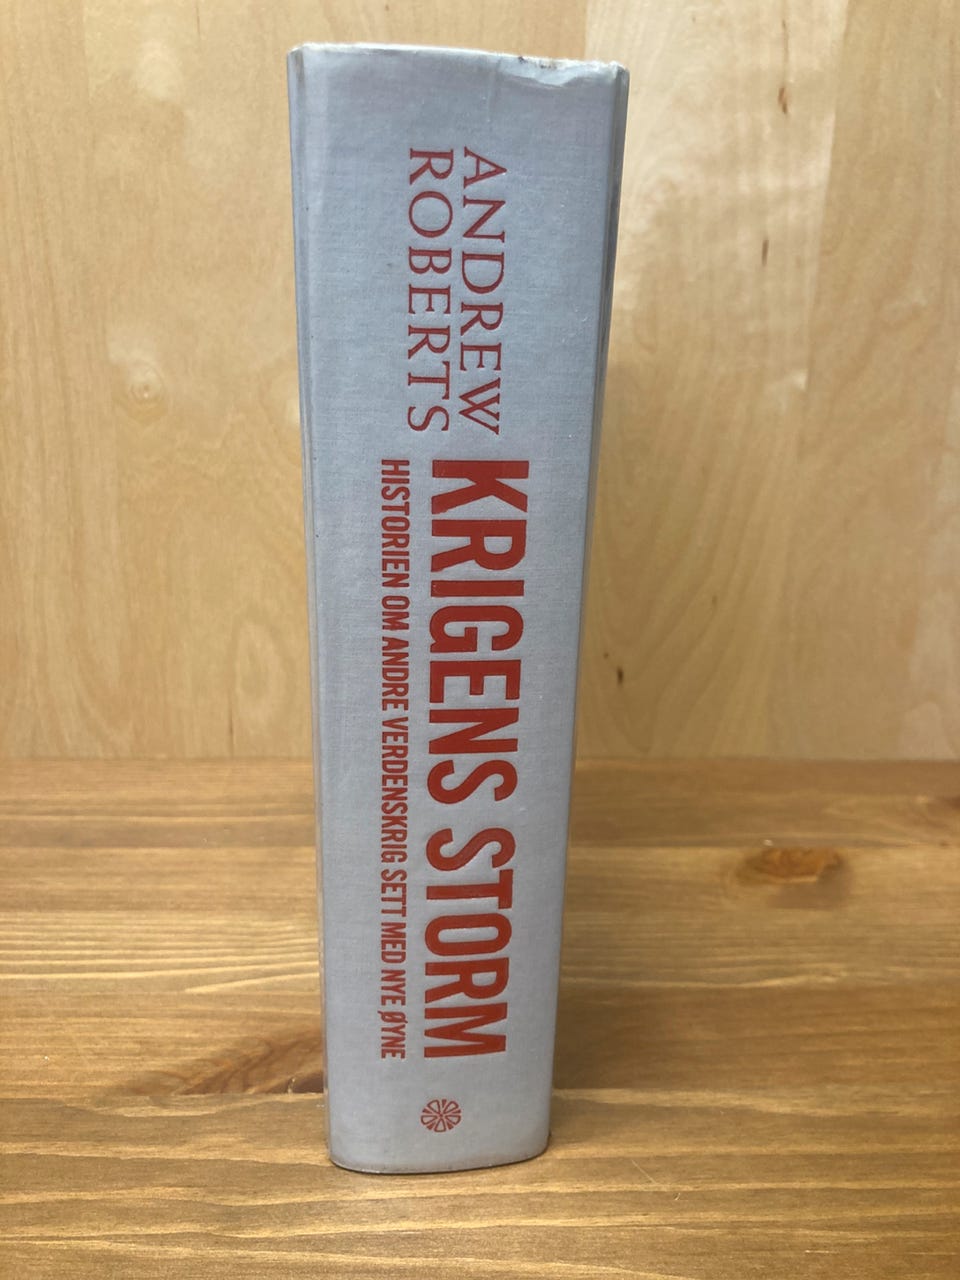 ANDREW
ROBERTS
KRIGENS STORM
HISTORIEN OM ANDRE VERDENSKRIG SETT MED NYE ØYNE